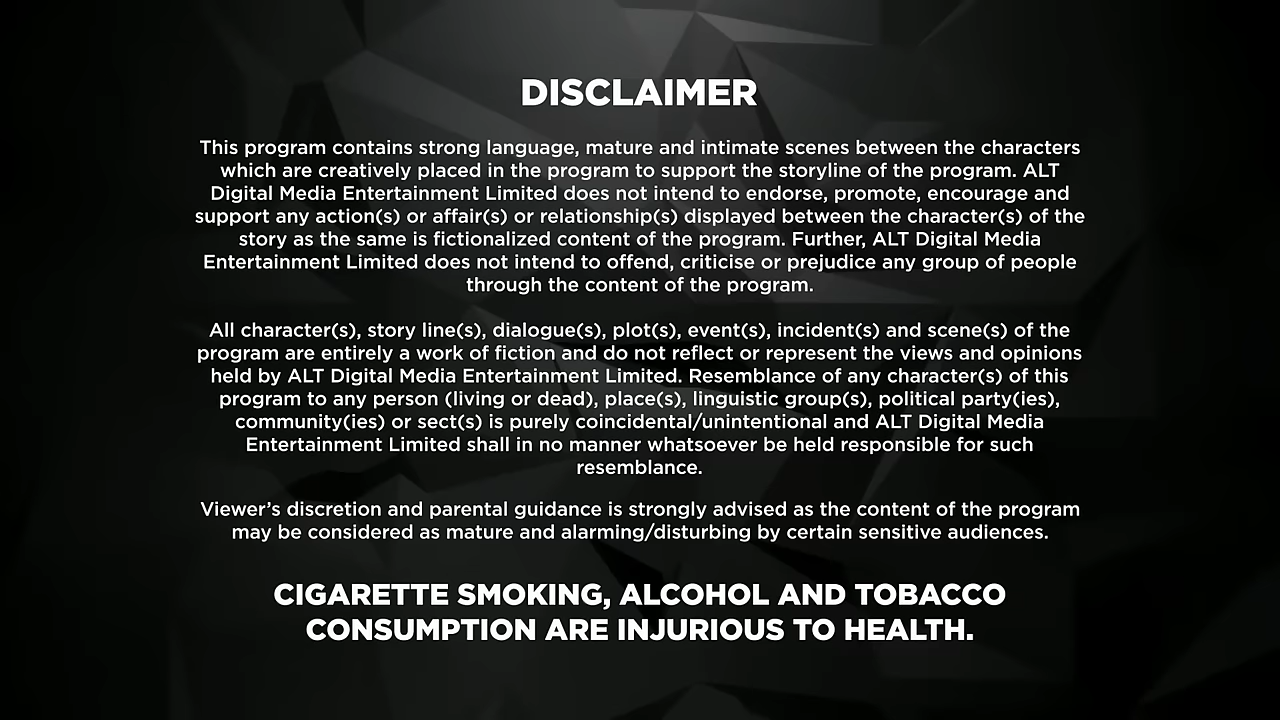 DISCLAIMER
This program contains strong language, mature and intimate scenes between the characters
which are creatively placed in the program to support the storyline of the program. ALT
Digital Media Entertainment Limited does not intend to endorse, promote, encourage and
support any action(s) or affair(s) or relationship(s) displayed between the character(s) of the
story as the same is fictionalized content of the program. Further, ALT Digital Media
Entertainment Limited does not intend to offend, criticise or prejudice any group of people
through the content of the program.
All character(s), story line(s), dialogue(s), plot(s), event(s), incident(s) and scene(s) of the
program are entirely a work of fiction and do not reflect or represent the views and opinions
held by ALT Digital Media Entertainment Limited. Resemblance of any character(s) of this
program to any person (living or dead), place(s), linguistic group(s), political party(ies),
community(ies) or sect(s) is purely coincidental/unintentional and ALT Digital Media
Entertainment Limited shall in no manner whatsoever be held responsible for such
resemblance.
Viewer’s discretion and parental guidance is strongly advised as the content of the program
may be considered as mature and alarming/disturbing by certain sensitive audiences.
CIGARETTE SMOKING, ALCOHOL AND TOBACCO
CONSUMPTION ARE INJURIOUS TO HEALTH.